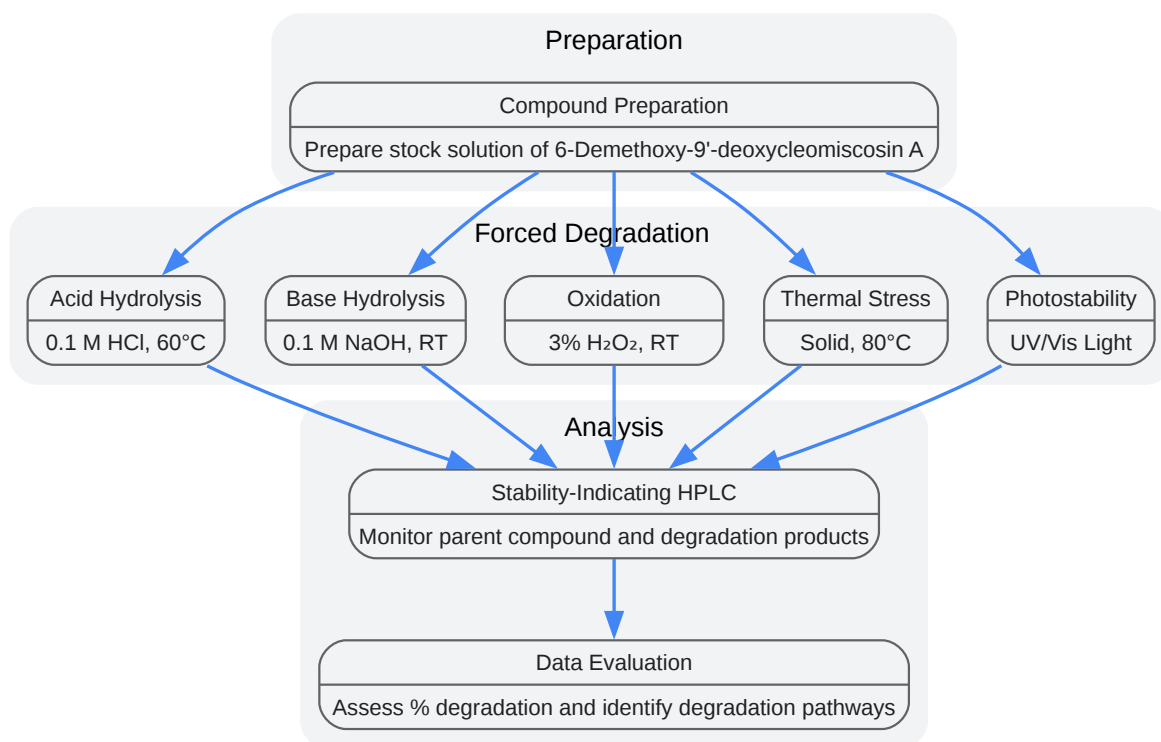 Preparation
Compound Preparation
Prepare stock solution of 6-Demethoxy-9'-deoxycleomiscosin A
Forced Degradation
Acid Hydrolysis
0.1 M HCl, 60°C
Base Hydrolysis
0.1 M NaOH, RT
Oxidation
3% H₂O₂, RT
Thermal Stress
Solid, 80°C
Photostability
UV/Vis Light
Analysis
Stability-Indicating HPLC
Monitor parent compound and degradation products
Data Evaluation
Assess % degradation and identify degradation pathways